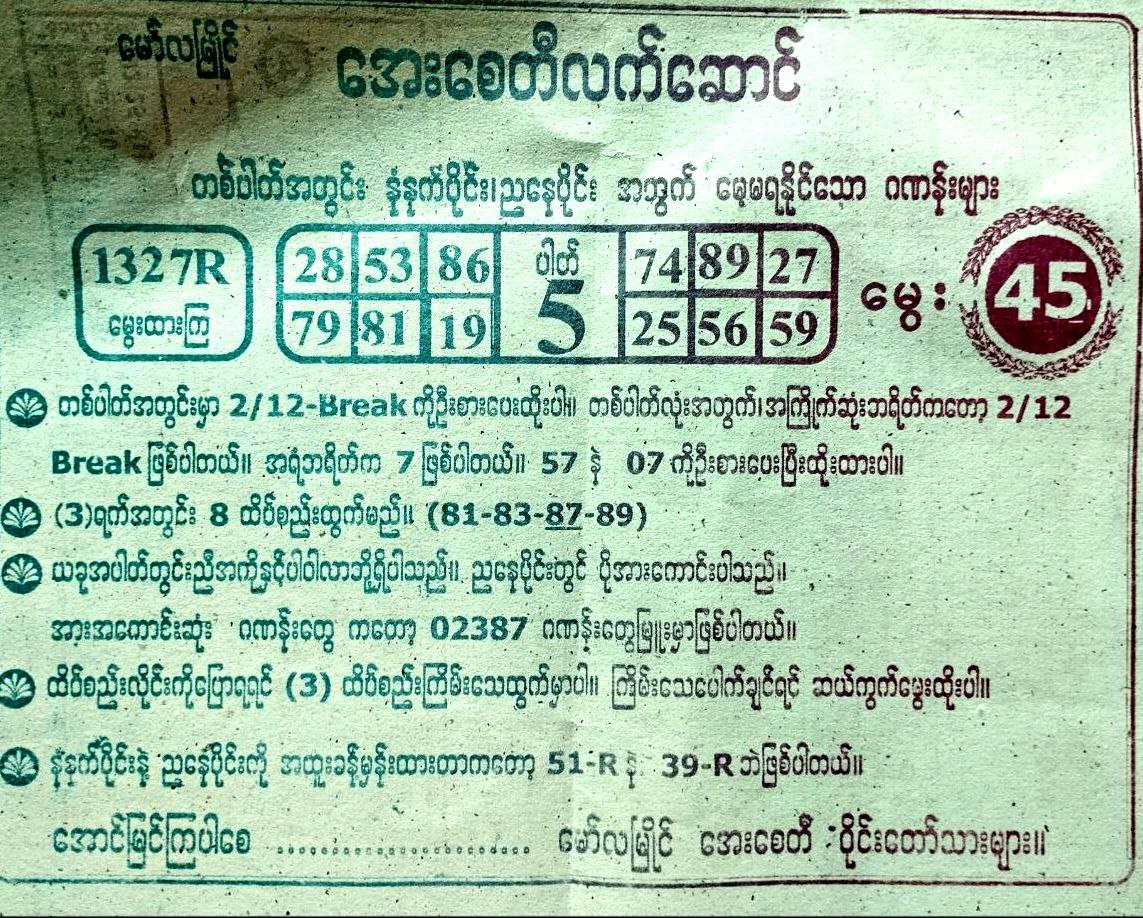 မော်လမြိုင်
အေးစေတီလက်ဆောင်
တစ်ပါတ်အတွင်း နံနက်ပိုင်း၊ညနေပိုင်း အတွက် မေ့မရနိုင်သော ဂဏန်းများ
1327R
မွေးထားကြ
28 53 86 ပါတ် 74 89 27
79 81 19 5 25 56 59
မွေး : 45
တစ်ပါတ်အတွင်းမှာ 2/12-Break ကိုဦးစားပေးထိုးပါ။ တစ်ပါတ်လုံးအတွက်၊အကြိုက်ဆုံးဘရိတ်ကတော့ 2/12
Break ဖြစ်ပါတယ်။ အရံဘရိက်က 7 ဖြစ်ပါတယ်။ 57 နဲ့ 07 ကိုဦးစားပေးပြီးထိုးထားပါ။
(3)ရက်အတွင်း 8 ထိပ်စည်းထွက်မည်။ (81-83-87-89)
ယခုအပါတ်တွင်းညီအကိုနှင့်ပါဝါလာဘို့ရှိပါသည်။ ညနေပိုင်းတွင် ပိုအားကောင်းပါသည်။
အားအကောင်းဆုံး ဂဏန်းတွေ ကတော့ 02387 ဂဏန်းတွေမြူးမှာဖြစ်ပါတယ်။
ထိပ်စည်းလိုင်းကိုပြောရရင် (3) ထိပ်စည်းကြိမ်းသေထွက်မှာပါ။ ကြိမ်းသေပေါက်ချင်ရင် ဆယ်ကွက်မွေးထိုးပါ။
နံနက်ပိုင်းနဲ့ ညနေပိုင်းကို အထူးခန့်မှန်းထားတာကတော့ 51-R နဲ့ 39-R ဘဲဖြစ်ပါတယ်။
အောင်မြင်ကြပါစေ .......................... မော်လမြိုင် အေးစေတီ ဝိုင်းတော်သားများ။